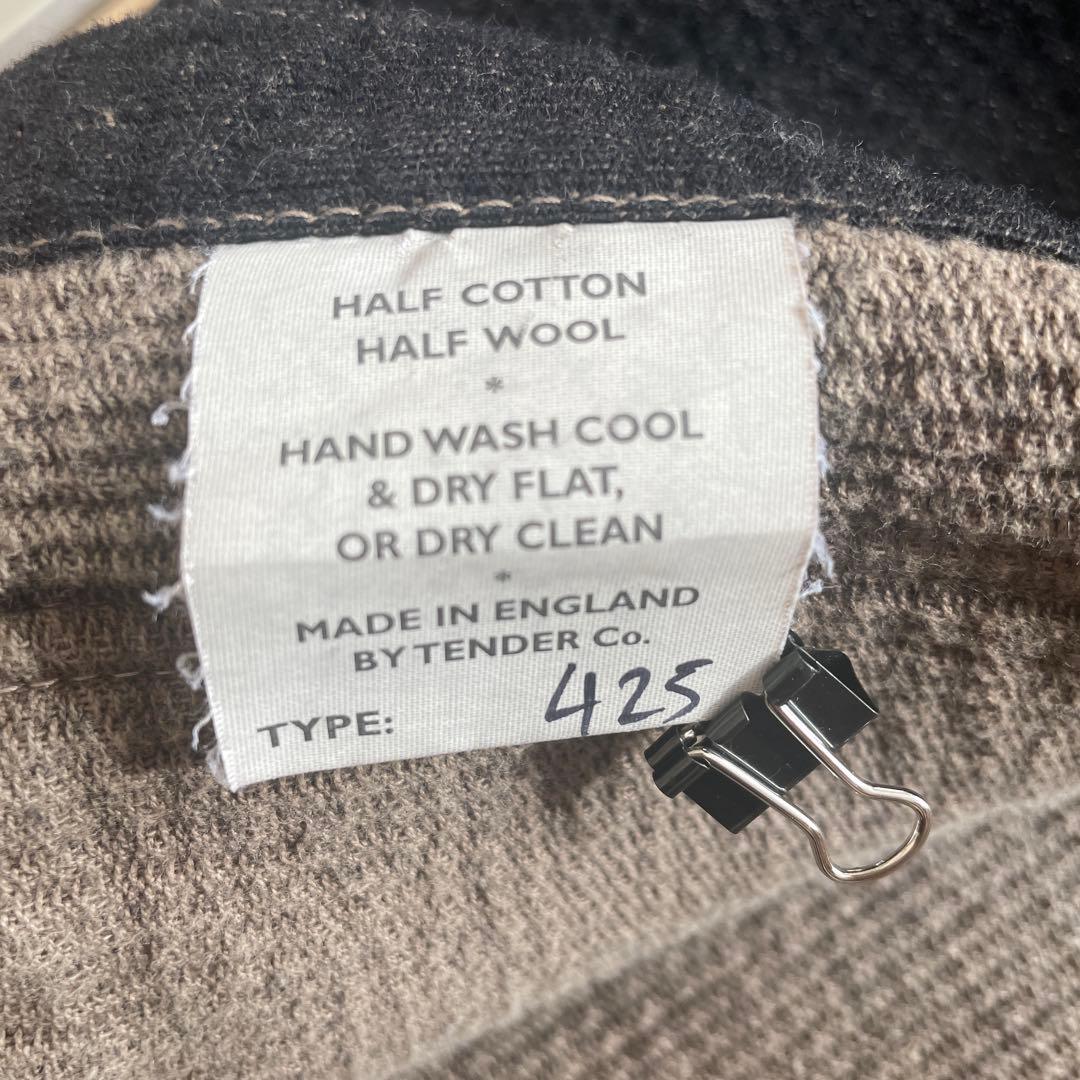 HALF COTTON
HALF WOOL
*
HAND WASH COOL
& DRY FLAT,
OR DRY CLEAN
*
MADE IN ENGLAND
BY TENDER Co.
TYPE: 425